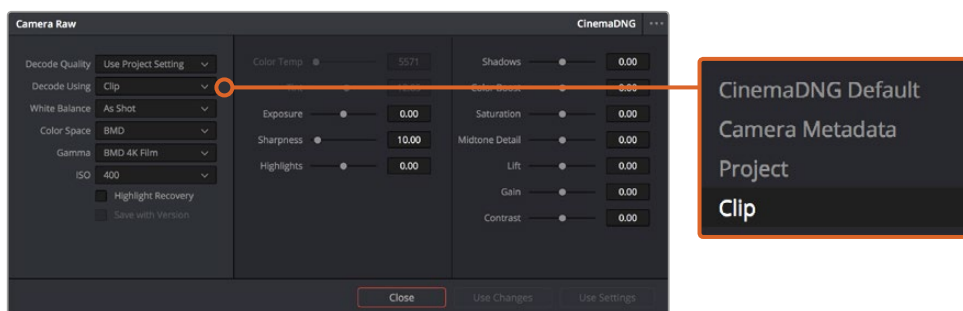 Camera Raw
CinemaDNG
Decode Quality Use Project Setting
Decode Using Clip
White Balance As Shot
Color Space BMD
Gamma BMD 4K Film
ISO 400
Highlight Recovery
Save with Version
Color Temp 5571
Tint
Exposure 0.00
Sharpness 10.00
Highlights 0.00
Shadows 0.00
Color Boost 0.00
Saturation 0.00
Midtone Detail 0.00
Lift 0.00
Gain 0.00
Contrast 0.00
Close
Use Changes
Use Settings
CinemaDNG Default
Camera Metadata
Project
Clip